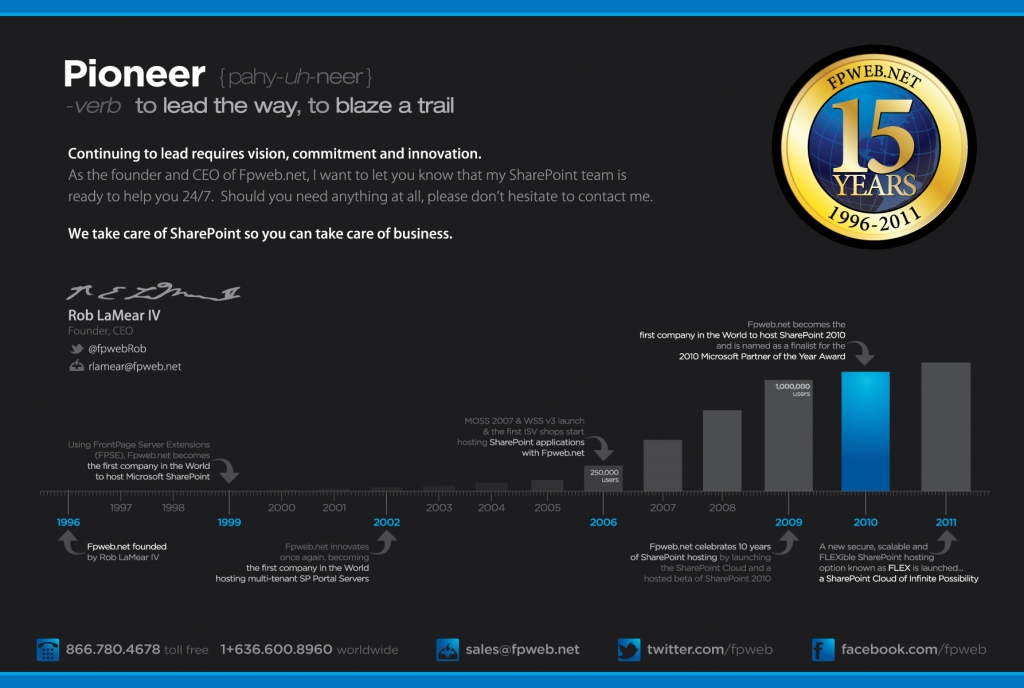 Pioneer {pahy-uh-neer}
-verb to lead the way, to blaze a trail
FPWEB.NET
15
YEARS
1996-2011
Continuing to lead requires vision, commitment and innovation.
As the founder and CEO of Fpweb.net, I want to let you know that my SharePoint team is
ready to help you 24/7. Should you need anything at all, please don't hesitate to contact me.
We take care of SharePoint so you can take care of business.
Rob LaMear IV
Founder, CEO
@fpwebRob
rlamear@fpweb.net
Fpweb.net becomes the
first company in the World to host SharePoint 2010
and is named as a finalist for the
2010 Microsoft Partner of the Year Award
1,000,000
users
MOSS 2007 & WSS v3 launch
& the first ISV shops start
hosting SharePoint applications
with Fpweb.net
250,000
users
Using FrontPage Server Extensions
(FPSE), Fpweb.net becomes
the first company in the World
to host Microsoft SharePoint
1996 1997 1998 1999 2000 2001 2002 2003 2004 2005 2006 2007 2008 2009 2010 2011
Fpweb.net founded
by Rob LaMear IV
Fpweb.net innovates
once again, becoming
the first company in the World
hosting multi-tenant SP Portal Servers
Fpweb.net celebrates 10 years
of SharePoint hosting by launching
the SharePoint Cloud and a
hosted beta of SharePoint 2010
A new secure, scalable and
FLEXible SharePoint hosting
option known as FLEX is launched...
a SharePoint Cloud of Infinite Possibility
866.780.4678 toll free 1+636.600.8960 worldwide sales@fpweb.net twitter.com/fpweb facebook.com/fpweb